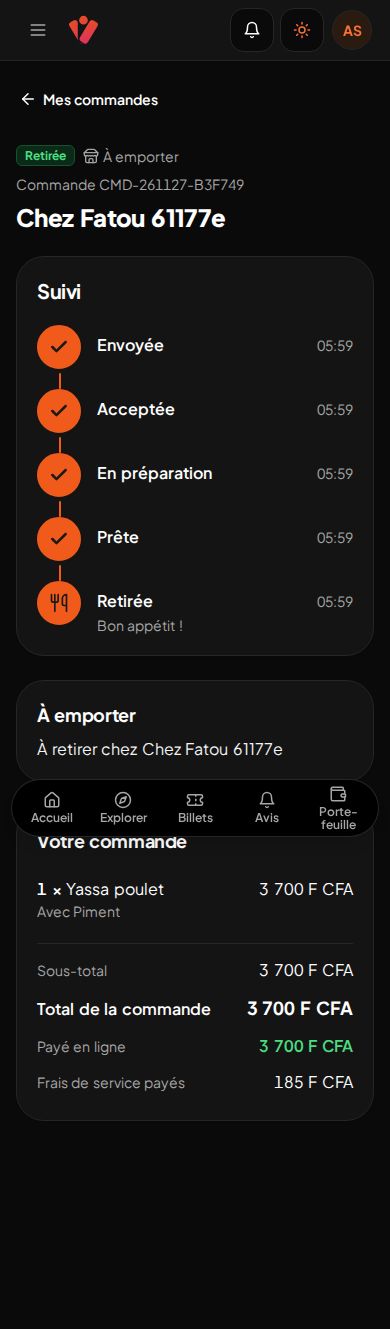 AS
Mes commandes
Retirée À emporter
Commande CMD-261127-B3F749
Chez Fatou 61177e
Suivi
Envoyée 05:59
Acceptée 05:59
En préparation 05:59
Prête 05:59
Retirée 05:59
Bon appétit !
À emporter
À retirer chez Chez Fatou 61177e
Accueil Explorer Billets Avis Porte-
feuille
Votre commande
1 × Yassa poulet 3 700 F CFA
Avec Piment
Sous-total 3 700 F CFA
Total de la commande 3 700 F CFA
Payé en ligne 3 700 F CFA
Frais de service payés 185 F CFA